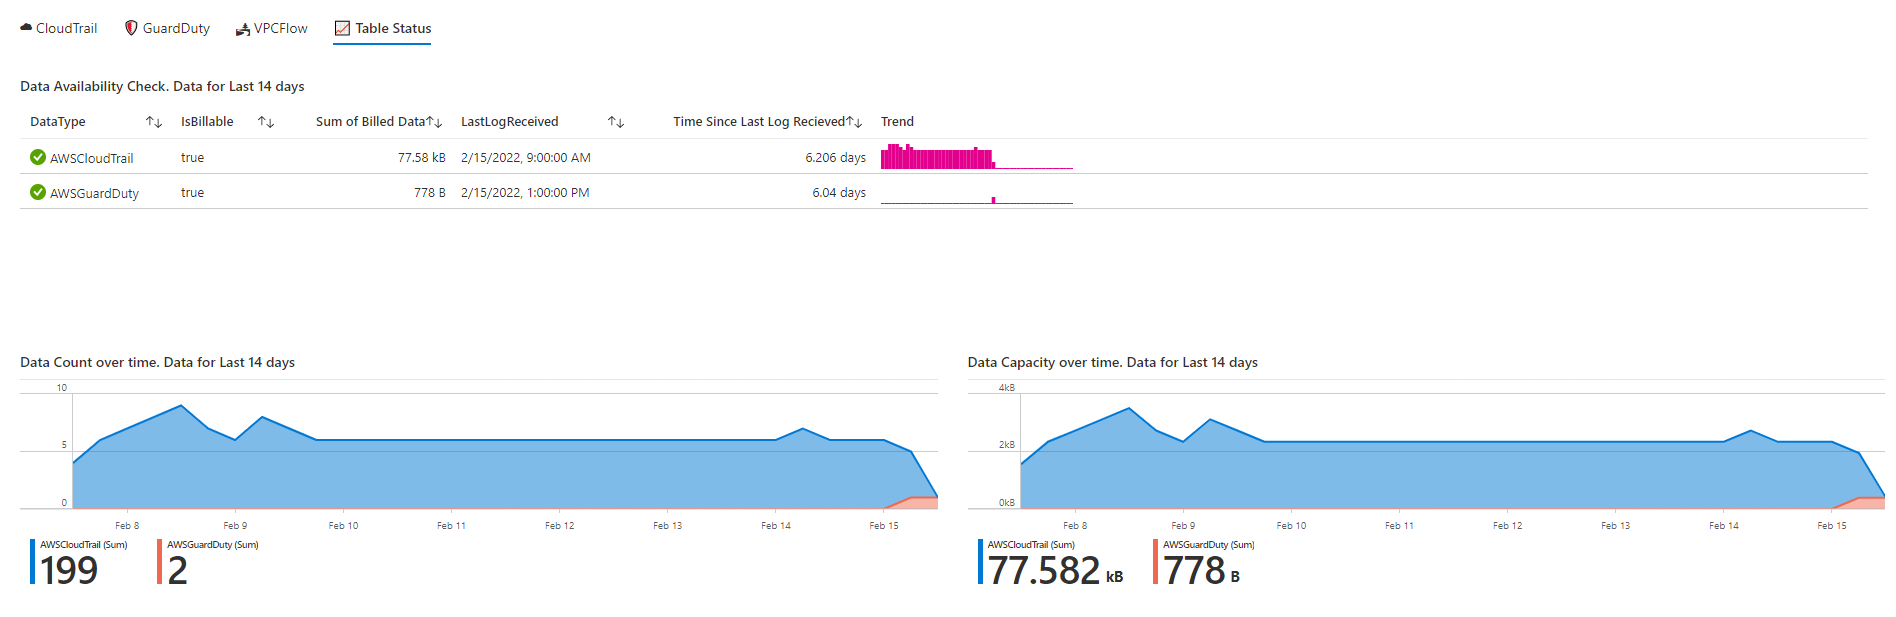 CloudTrail GuardDuty VPCFlow Table Status
Data Availability Check. Data for Last 14 days
DataType IsBillable Sum of Billed Data LastLogReceived Time Since Last Log Recieved Trend
AWSCloudTrail true 77.58 kB 2/15/2022, 9:00:00 AM 6.206 days
AWSGuardDuty true 778 B 2/15/2022, 1:00:00 PM 6.04 days
Data Count over time. Data for Last 14 days
10
5
0
Feb 8 Feb 9 Feb 10 Feb 11 Feb 12 Feb 13 Feb 14 Feb 15
AWSCloudTrail (Sum) AWSGuardDuty (Sum)
199 2
Data Capacity over time. Data for Last 14 days
4kB
2kB
0kB
Feb 8 Feb 9 Feb 10 Feb 11 Feb 12 Feb 13 Feb 14 Feb 15
AWSCloudTrail (Sum) AWSGuardDuty (Sum)
77.582 kB 778 B